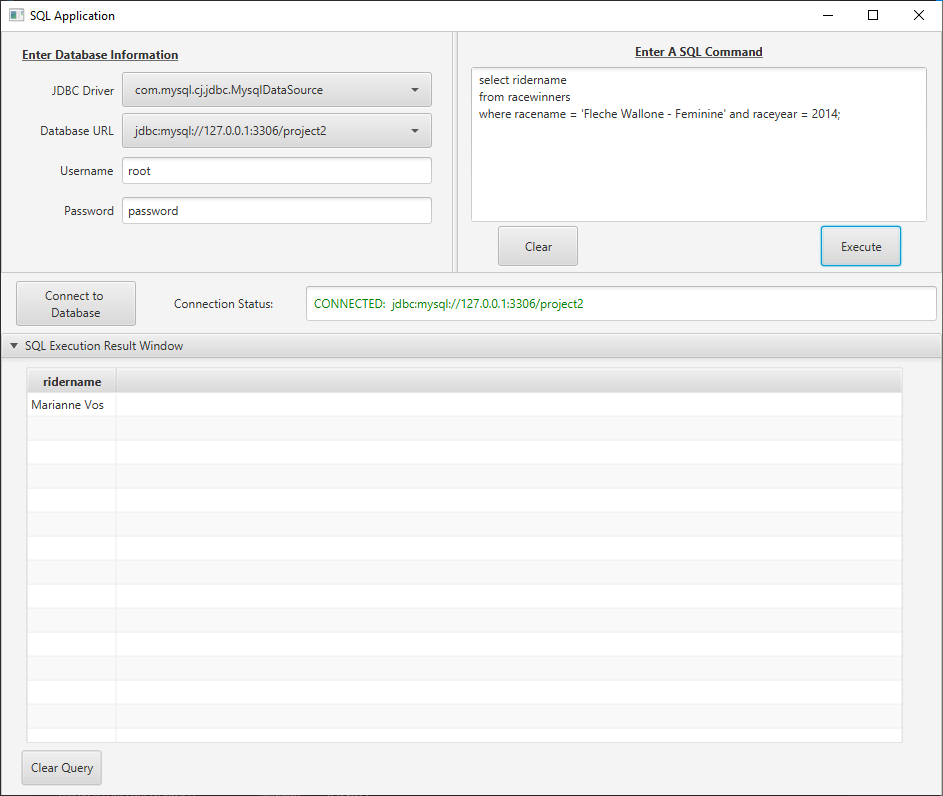 SQL Application
Enter Database Information
JDBC Driver
com.mysql.cj.jdbc.MysqlDataSource
Database URL
jdbc:mysql://127.0.0.1:3306/project2
Username
root
Password
password
Enter A SQL Command
select ridername
from racewinners
where racename = 'Fleche Wallone - Feminine' and raceyear = 2014;
Clear
Execute
Connect to
Database
Connection Status:
CONNECTED: jdbc:mysql://127.0.0.1:3306/project2
SQL Execution Result Window
ridername
Marianne Vos
Clear Query